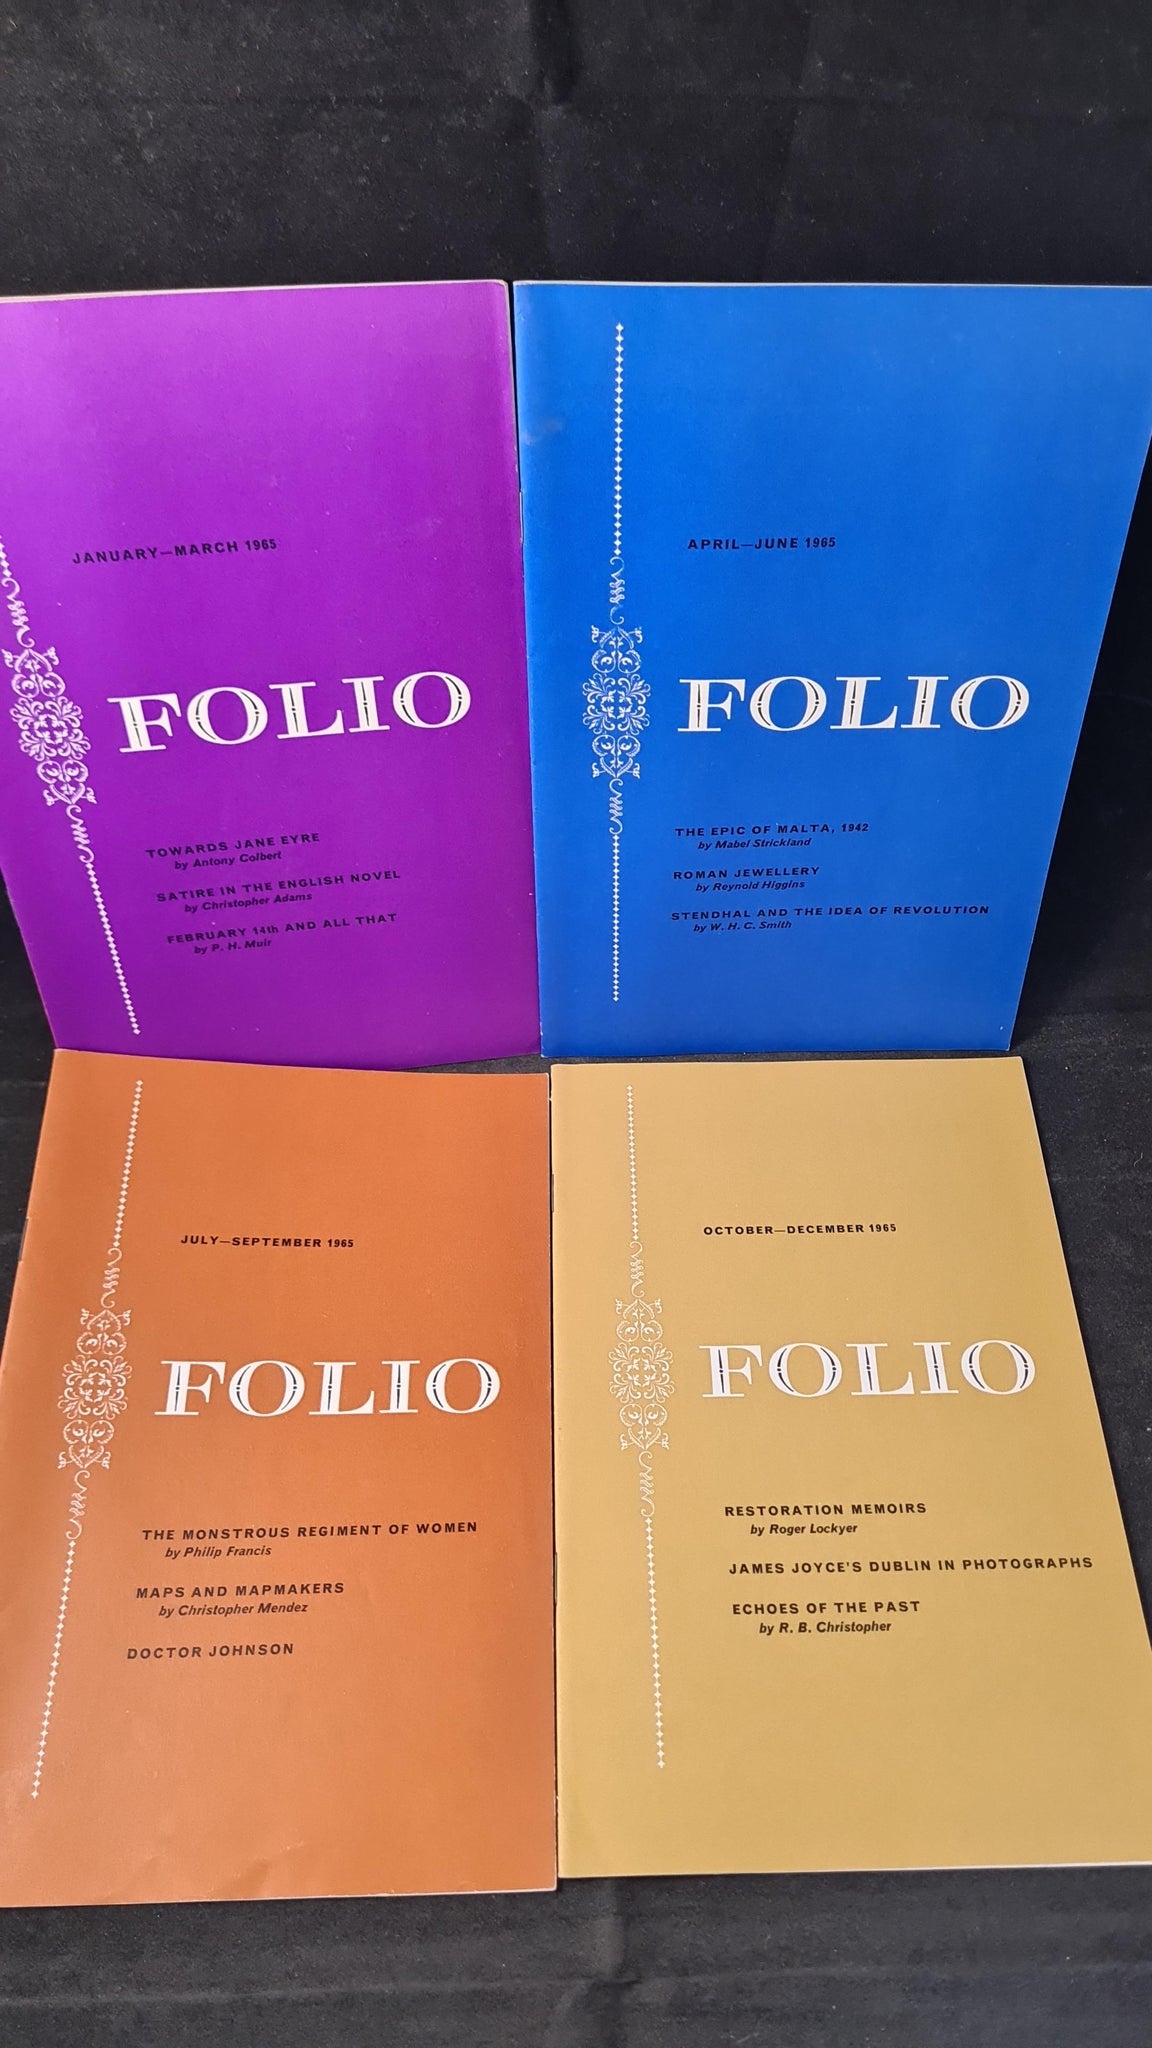 JANUARY—MARCH 1965
FOLIO
TOWARDS JANE EYRE
by Antony Colbert
SATIRE IN THE ENGLISH NOVEL
by Christopher Adams
FEBRUARY 14th AND ALL THAT
by P. H. Muir
APRIL—JUNE 1965
FOLIO
THE EPIC OF MALTA, 1942
by Mabel Strickland
ROMAN JEWELLERY
by Reynold Higgins
STENDHAL AND THE IDEA OF REVOLUTION
by W. H. C. Smith
JULY—SEPTEMBER 1965
FOLIO
THE MONSTROUS REGIMENT OF WOMEN
by Philip Francis
MAPS AND MAPMAKERS
by Christopher Mendez
DOCTOR JOHNSON
OCTOBER—DECEMBER 1965
FOLIO
RESTORATION MEMOIRS
by Roger Lockyer
JAMES JOYCE'S DUBLIN IN PHOTOGRAPHS
ECHOES OF THE PAST
by R. B. Christopher